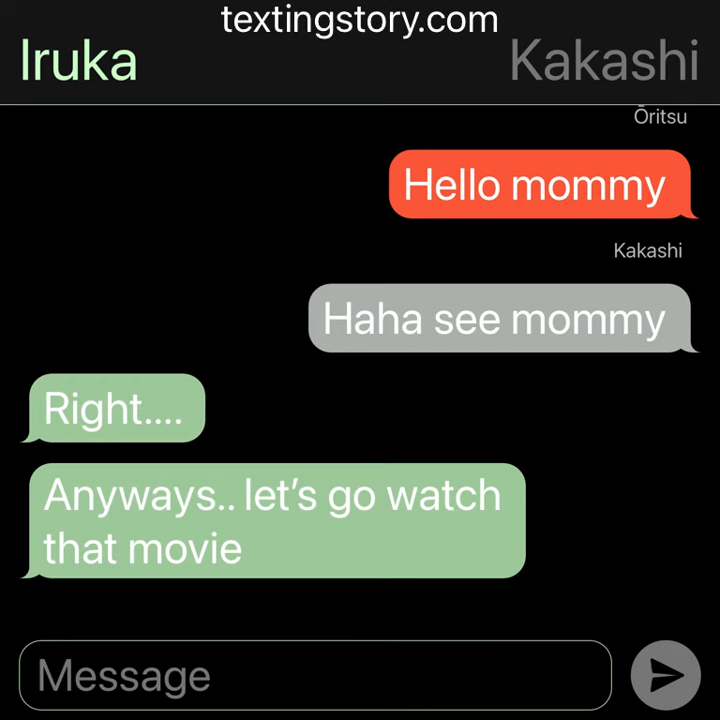 textingstory.com
Iruka
Kakashi
Ōritsu
Hello mommy
Kakashi
Haha see mommy
Right....
Anyways.. let’s go watch
that movie
Message